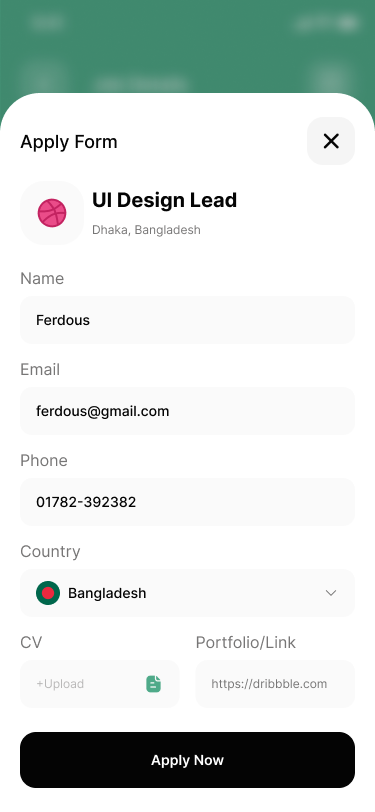 Apply Form
UI Design Lead
Dhaka, Bangladesh
Name
Ferdous
Email
ferdous@gmail.com
Phone
01782-392382
Country
Bangladesh
CV
Portfolio/Link
+Upload
https://dribbble.com
Apply Now